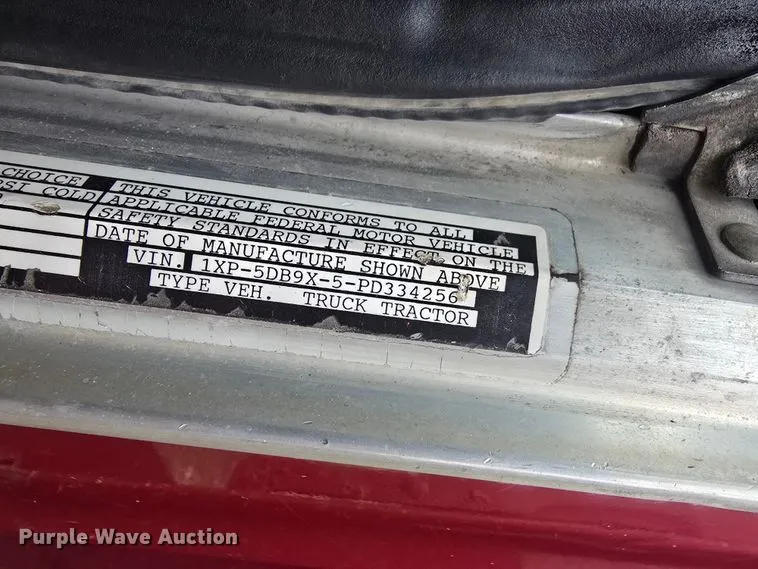 CHOICE
PSI COLD
THIS VEHICLE CONFORMS TO ALL
APPLICABLE FEDERAL MOTOR VEHICLE
SAFETY STANDARDS IN EFFECT ON THE
DATE OF MANUFACTURE SHOWN ABOVE
VIN. 1XP-5DB9X-5-PD334256
TYPE VEH. TRUCK TRACTOR
Purple Wave Auction